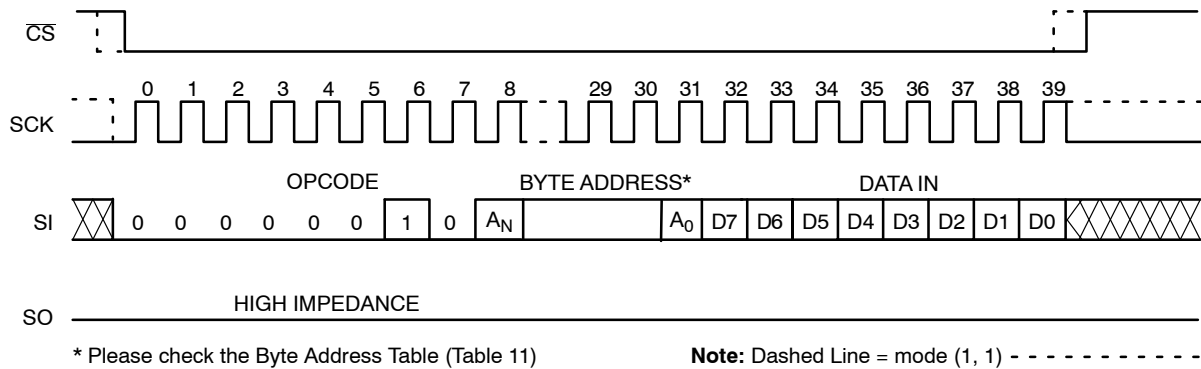 CS
0 1 2 3 4 5 6 7 8 29 30 31 32 33 34 35 36 37 38 39
SCK
OPCODE BYTE ADDRESS* DATA IN
SI 0 0 0 0 0 0 1 0 AN A0 D7 D6 D5 D4 D3 D2 D1 D0
HIGH IMPEDANCE
SO
* Please check the Byte Address Table (Table 11) Note: Dashed Line = mode (1, 1)